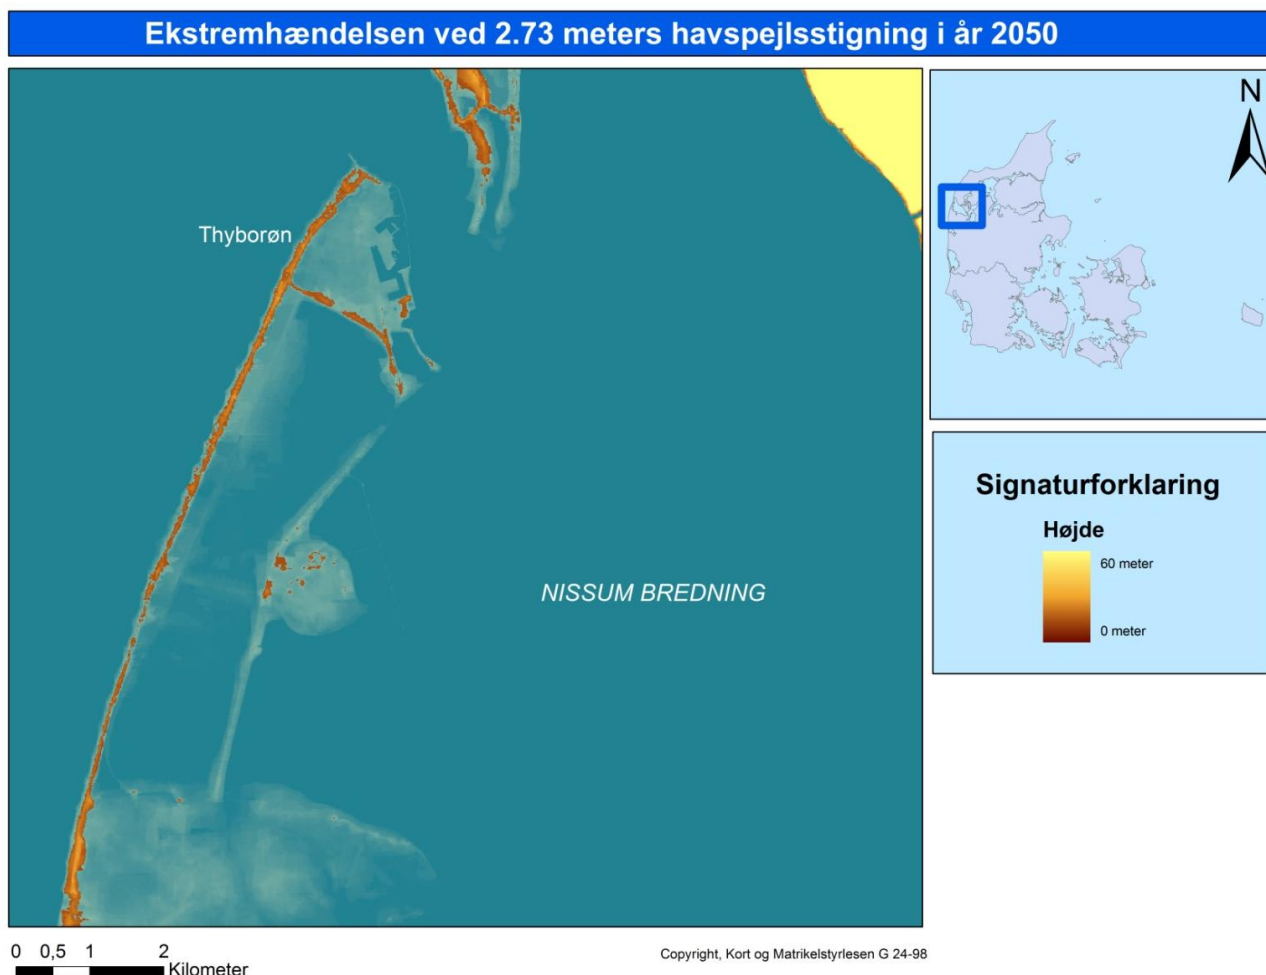 Ekstremhændelsen ved 2.73 meters havspejlsstigning i år 2050
Thyborøn
NISSUM BREDNING
N
Signaturforklaring
Højde
60 meter
0 meter
0 0,5 1 2
Kilometer
Copyright, Kort og Matrikelstyrlesen G 24-98